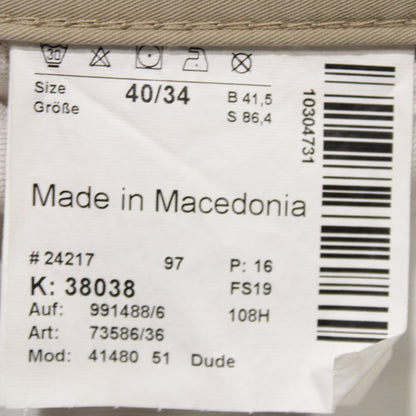 30
Size 40/34 B 41,5
Größe S 86,4
10304731
Made in Macedonia
# 24217 97 P: 16
K: 38038 FS19
Auf: 991488/6 108H
Art: 73586/36
Mod: 41480 51 Dude